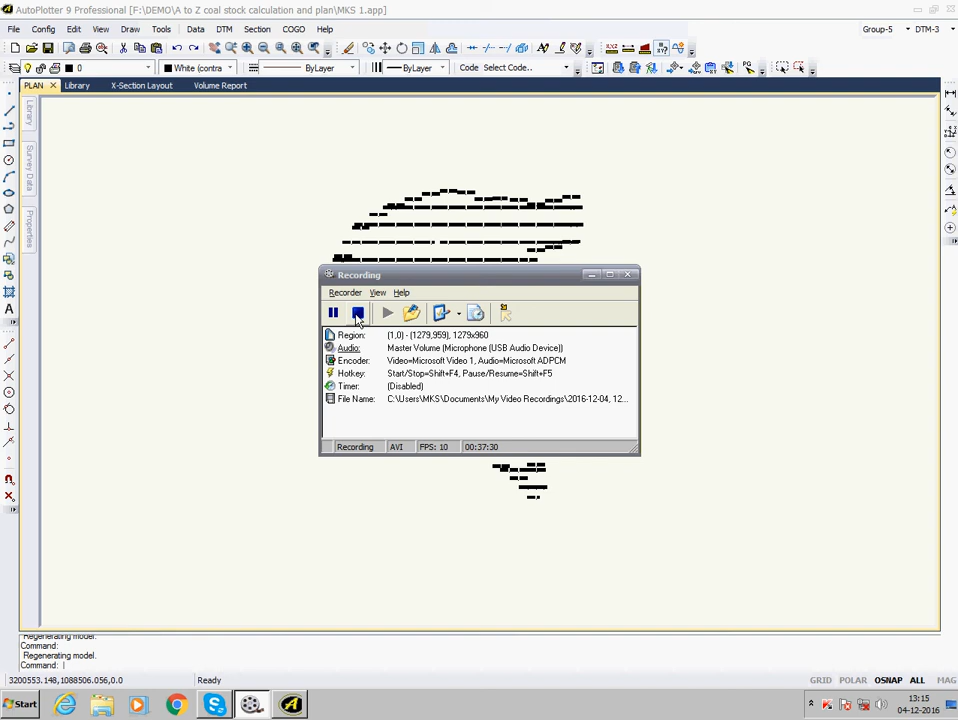 AutoPlotter 9 Professional [F:\DEMO\A to Z coal stock calculation and plan\MKS 1.app]
File Config Edit View Draw Tools Data DTM Section COGO Help Group-5 DTM-3
0 White (contra ByLayer ByLayer Code Select Code..
PLAN Library X-Section Layout Volume Report
Library
Survey Data
Properties
Recording
Recorder View Help
Region: (1,0) - (1279,959), 1279x960
Audio: Master Volume (Microphone (USB Audio Device))
Encoder: Video=Microsoft Video 1, Audio=Microsoft ADPCM
Hotkey: Start/Stop=Shift+F4, Pause/Resume=Shift+F5
Timer: (Disabled)
File Name: C:\Users\MKS\Documents\My Video Recordings\2016-12-04, 12...
Recording AVI FPS: 10 00:37:30
Regenerating model.
Command:
Regenerating model.
Command:
3200553.148,1088506.056,0.0 Ready GRID POLAR OSNAP ALL MAG
Start 13:15
04-12-2016